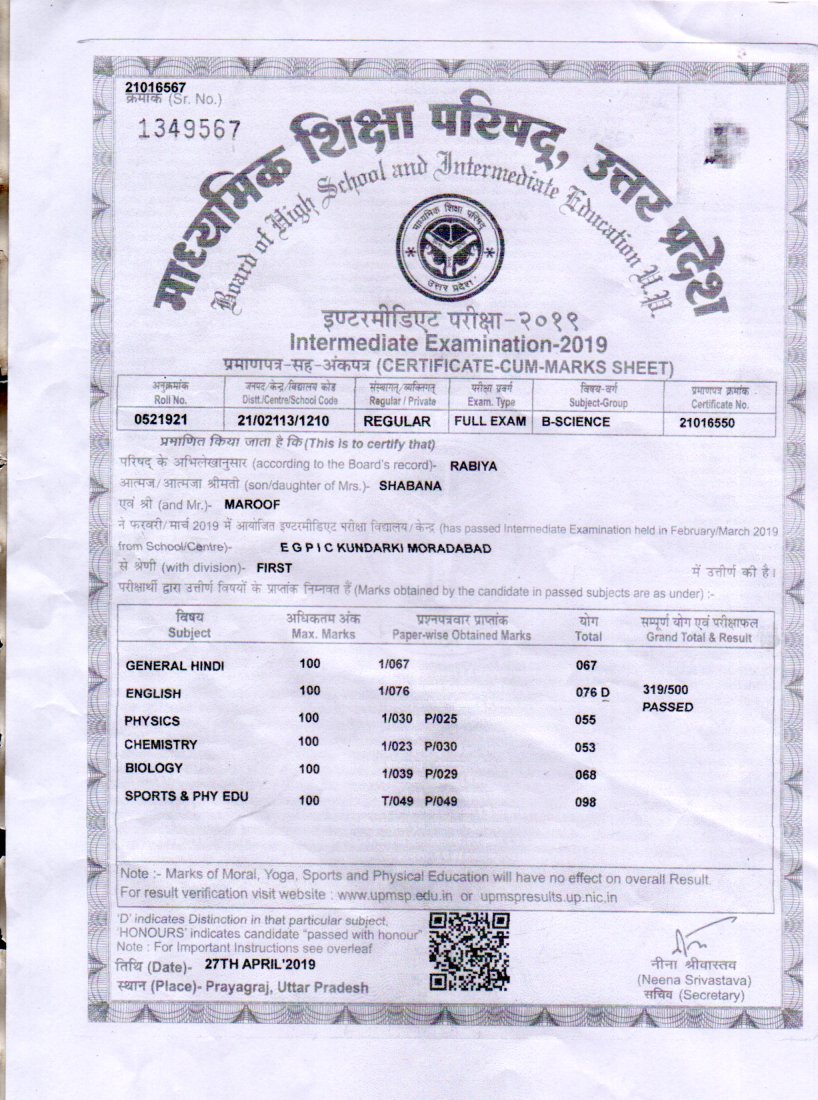 21016567
क्रमांक (Sr. No.)
1349567
माध्यमिक शिक्षा परिषद्, उत्तर प्रदेश
Board of High School and Intermediate Education U.P.
माध्यमिक शिक्षा परिषद्
उत्तर प्रदेश
इण्टरमीडिएट परीक्षा-२०१९
Intermediate Examination-2019
प्रमाणपत्र-सह-अंकपत्र (CERTIFICATE-CUM-MARKS SHEET)
अनुक्रमांक जनपद/केन्द्र/विद्यालय कोड संस्थागत्/व्यक्तिगत् परीक्षा प्रवर्ग विषय-वर्ग प्रमाणपत्र क्रमांक
Roll No. Distt./Centre/School Code Regular / Private Exam. Type Subject-Group Certificate No.
0521921 21/02113/1210 REGULAR FULL EXAM B-SCIENCE 21016550
प्रमाणित किया जाता है कि (This is to certify that)
परिषद् के अभिलेखानुसार (according to the Board's record)- RABIYA
आत्मज/आत्मजा श्रीमती (son/daughter of Mrs.)- SHABANA
एवं श्री (and Mr.)- MAROOF
ने फरवरी/मार्च 2019 में आयोजित इण्टरमीडिएट परीक्षा विद्यालय/केन्द्र (has passed Intermediate Examination held in February/March 2019
from School/Centre)- E G P I C KUNDARKI MORADABAD
से श्रेणी (with division)- FIRST में उत्तीर्ण की है।
परीक्षार्थी द्वारा उत्तीर्ण विषयों के प्राप्तांक निम्नवत हैं (Marks obtained by the candidate in passed subjects are as under) :-
विषय अधिकतम अंक प्रश्नपत्रवार प्राप्तांक योग सम्पूर्ण योग एवं परीक्षाफल
Subject Max. Marks Paper-wise Obtained Marks Total Grand Total & Result
GENERAL HINDI 100 1/067 067
ENGLISH 100 1/076 076 D 319/500
PASSED
PHYSICS 100 1/030 P/025 055
CHEMISTRY 100 1/023 P/030 053
BIOLOGY 100 1/039 P/029 068
SPORTS & PHY EDU 100 T/049 P/049 098
Note :- Marks of Moral, Yoga, Sports and Physical Education will have no effect on overall Result.
For result verification visit website : www.upmsp.edu.in or upmspresults.up.nic.in
'D' indicates Distinction in that particular subject,
'HONOURS' indicates candidate "passed with honour"
Note : For Important Instructions see overleaf
तिथि (Date)- 27TH APRIL'2019
स्थान (Place)- Prayagraj, Uttar Pradesh
नीना श्रीवास्तव
(Neena Srivastava)
सचिव (Secretary)